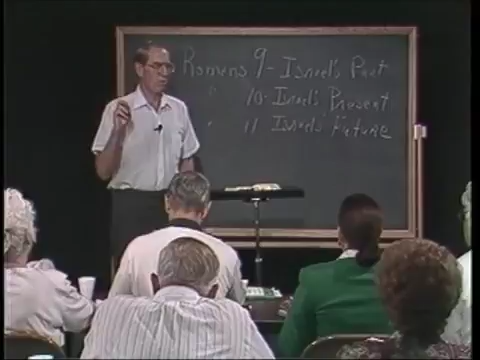 Romans 9 - Israel's Past
" 10 - Israel's Present
" 11 Israel's Future